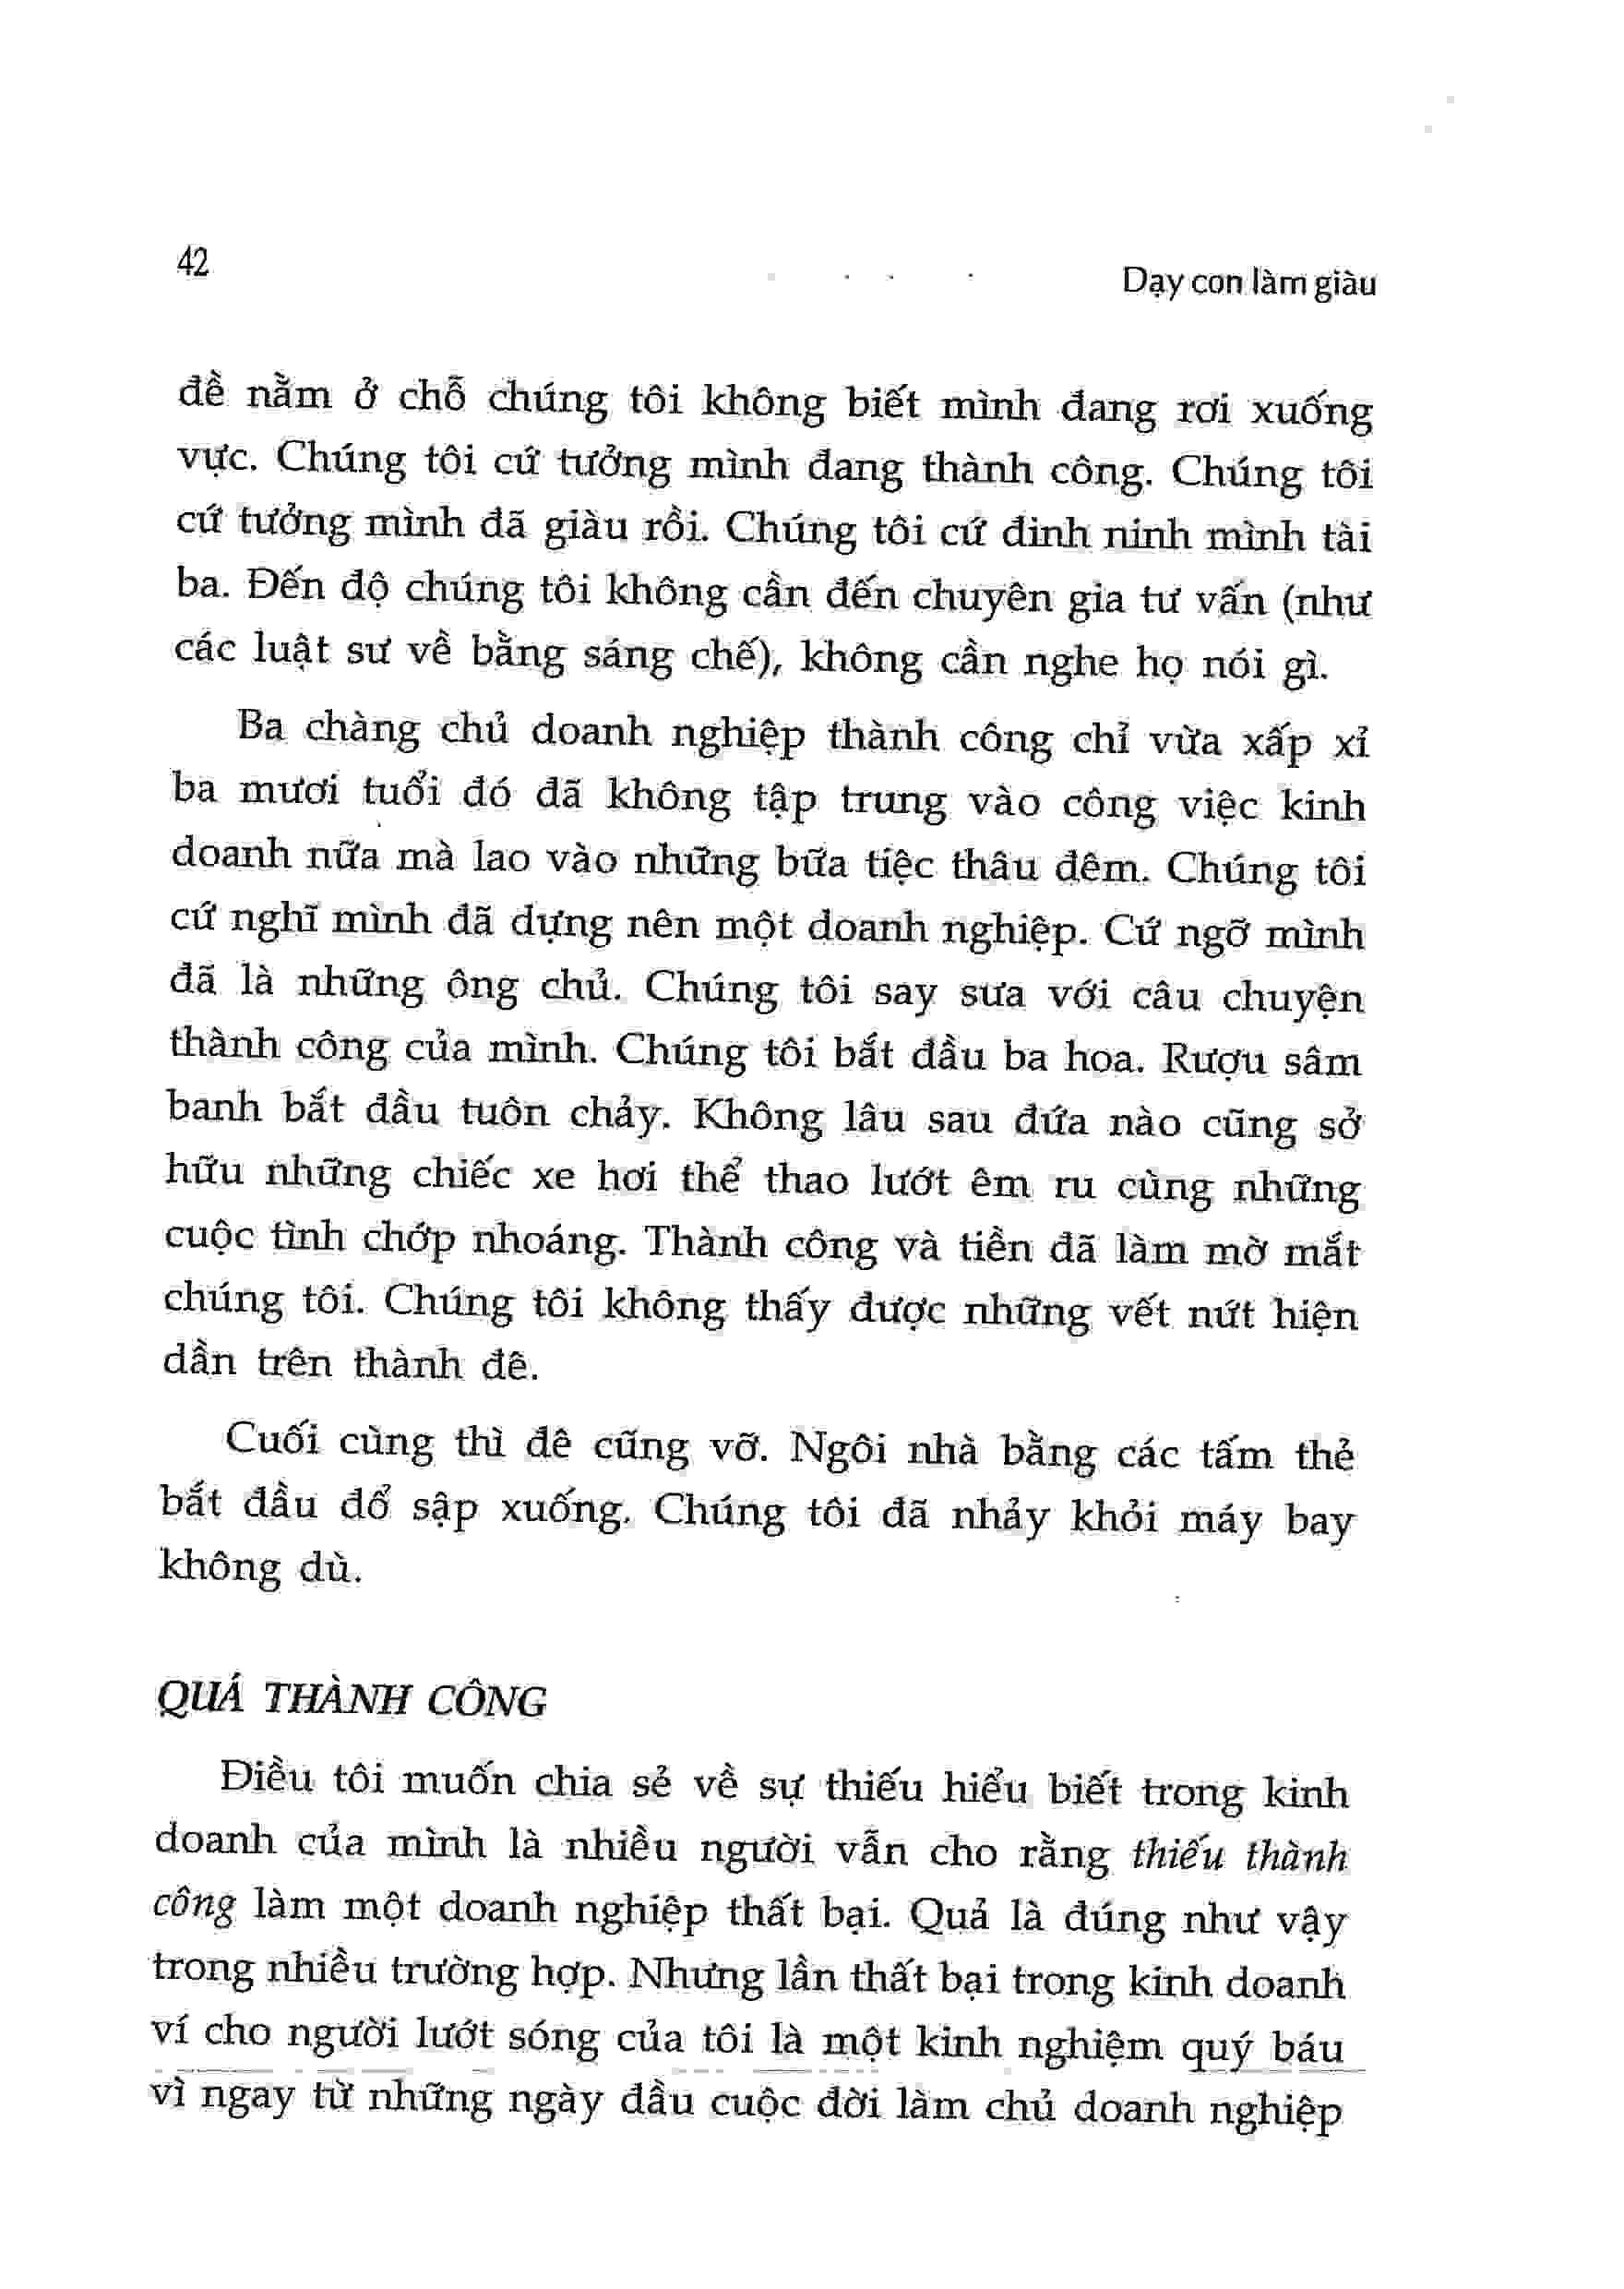 42
Dạy con làm giàu
đề nằm ở chỗ chúng tôi không biết mình đang rơi xuống
vực. Chúng tôi cứ tưởng mình đang thành công. Chúng tôi
cứ tưởng mình đã giàu rồi. Chúng tôi cứ đinh ninh mình tài
ba. Đến độ chúng tôi không cần đến chuyên gia tư vấn (như
các luật sư về bằng sáng chế), không cần nghe họ nói gì.
Ba chàng chủ doanh nghiệp thành công chỉ vừa xấp xỉ
ba mươi tuổi đó đã không tập trung vào công việc kinh
doanh nữa mà lao vào những bữa tiệc thâu đêm. Chúng tôi
cứ nghĩ mình đã dựng nên một doanh nghiệp. Cứ ngỡ mình
đã là những ông chủ. Chúng tôi say sưa với câu chuyện
thành công của mình. Chúng tôi bắt đầu ba hoa. Rượu sâm
banh bắt đầu tuôn chảy. Không lâu sau đứa nào cũng sở
hữu những chiếc xe hơi thể thao lướt êm ru cùng những
cuộc tình chớp nhoáng. Thành công và tiền đã làm mờ mắt
chúng tôi. Chúng tôi không thấy được những vết nứt hiện
dần trên thành đê.
Cuối cùng thì đê cũng vỡ. Ngôi nhà bằng các tấm thẻ
bắt đầu đổ sập xuống. Chúng tôi đã nhảy khỏi máy bay
không dù.
QUÁ THÀNH CÔNG
Điều tôi muốn chia sẻ về sự thiếu hiểu biết trong kinh
doanh của mình là nhiều người vẫn cho rằng thiếu thành
công làm một doanh nghiệp thất bại. Quả là đúng như vậy
trong nhiều trường hợp. Nhưng lần thất bại trong kinh doanh
ví cho người lướt sóng của tôi là một kinh nghiệm quý báu
vì ngay từ những ngày đầu cuộc đời làm chủ doanh nghiệp